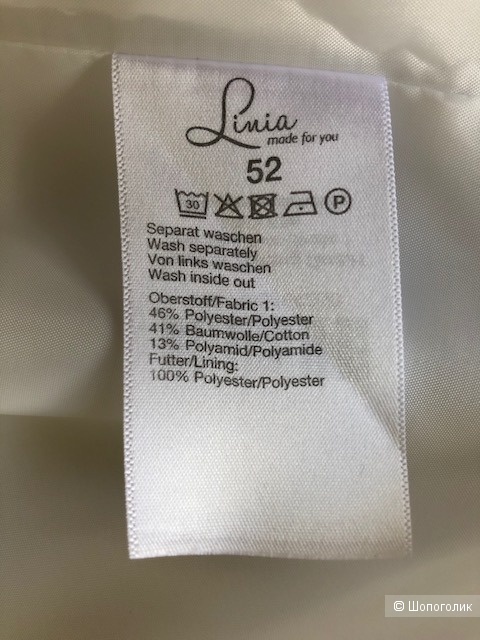 Linia
made for you
52
30
P
Separat waschen
Wash separately
Von links waschen
Wash inside out
Oberstoff/Fabric 1:
46% Polyester/Polyester
41% Baumwolle/Cotton
13% Polyamid/Polyamide
Futter/Lining:
100% Polyester/Polyester
© Шопоголик